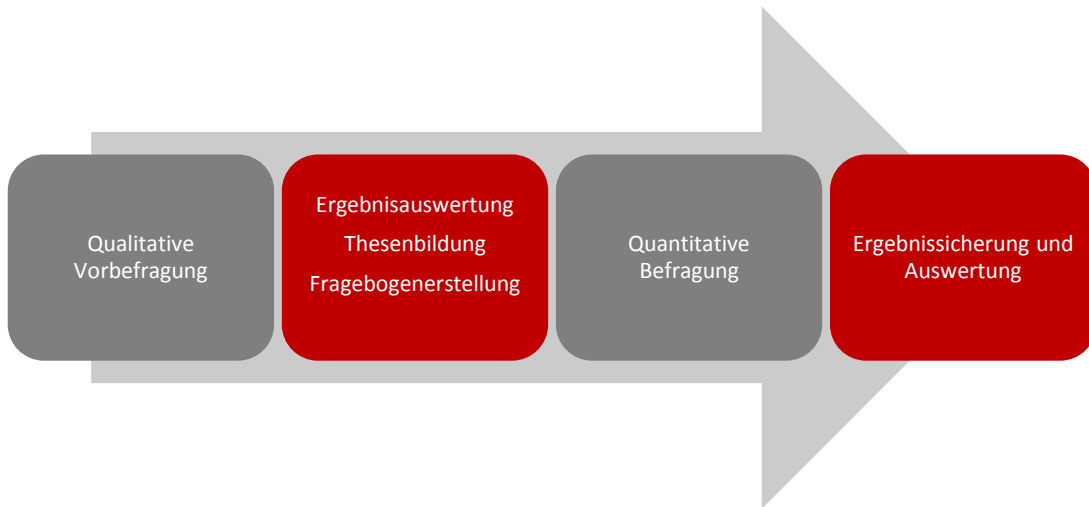 Qualitative
Vorbefragung
Ergebnisauswertung
Thesenbildung
Fragebogenerstellung
Quantitative
Befragung
Ergebnissicherung und
Auswertung